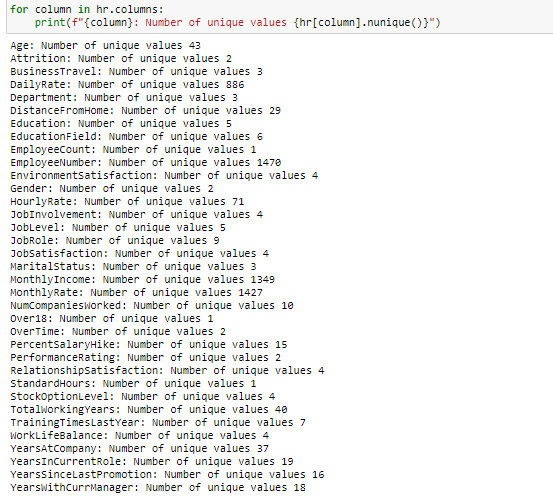 for column in hr.columns:
    print(f"{column}: Number of unique values {hr[column].nunique()}")
Age: Number of unique values 43
Attrition: Number of unique values 2
BusinessTravel: Number of unique values 3
DailyRate: Number of unique values 886
Department: Number of unique values 3
DistanceFromHome: Number of unique values 29
Education: Number of unique values 5
EducationField: Number of unique values 6
EmployeeCount: Number of unique values 1
EmployeeNumber: Number of unique values 1470
EnvironmentSatisfaction: Number of unique values 4
Gender: Number of unique values 2
HourlyRate: Number of unique values 71
JobInvolvement: Number of unique values 4
JobLevel: Number of unique values 5
JobRole: Number of unique values 9
JobSatisfaction: Number of unique values 4
MaritalStatus: Number of unique values 3
MonthlyIncome: Number of unique values 1349
MonthlyRate: Number of unique values 1427
NumCompaniesWorked: Number of unique values 10
Over18: Number of unique values 1
OverTime: Number of unique values 2
PercentSalaryHike: Number of unique values 15
PerformanceRating: Number of unique values 2
RelationshipSatisfaction: Number of unique values 4
StandardHours: Number of unique values 1
StockOptionLevel: Number of unique values 4
TotalWorkingYears: Number of unique values 40
TrainingTimesLastYear: Number of unique values 7
WorkLifeBalance: Number of unique values 4
YearsAtCompany: Number of unique values 37
YearsInCurrentRole: Number of unique values 19
YearsSinceLastPromotion: Number of unique values 16
YearsWithCurrManager: Number of unique values 18